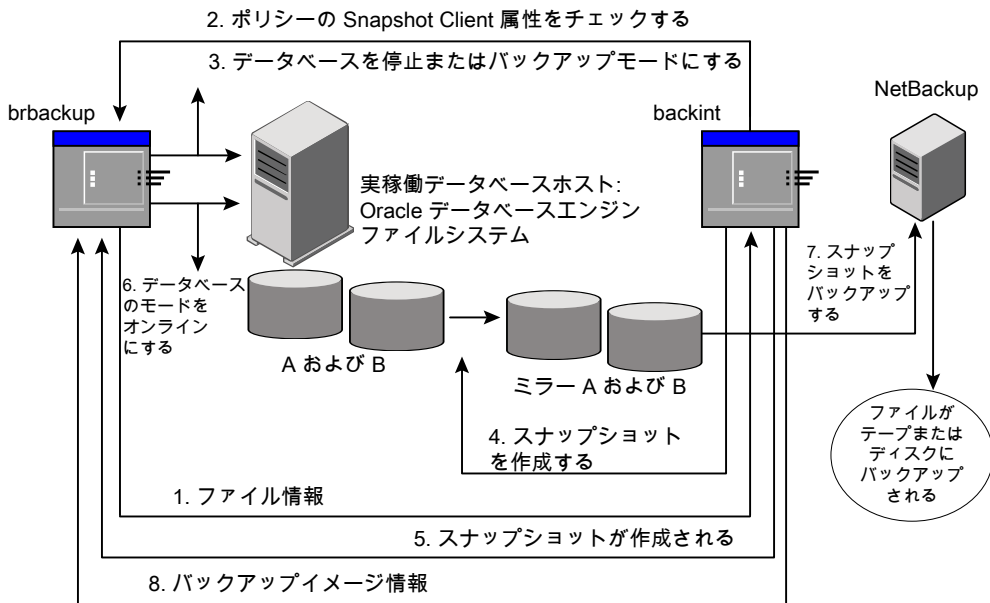 2. ポリシーの Snapshot Client 属性をチェックする
3. データベースを停止またはバックアップモードにする
NetBackup
brbackup
backint
実稼働データベースホスト:
Oracle データベースエンジン
ファイルシステム
6. データベース
のモードを
オンライン
にする
7. スナップ
ショットを
バックアップ
する
A および B
ミラー A および B
4. スナップショット
を作成する
ファイルが
テープまたは
ディスクに
バックアップ
される
1. ファイル情報
5. スナップショットが作成される
8. バックアップイメージ情報